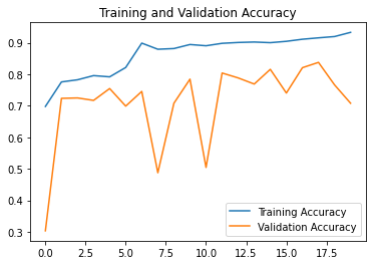 Training and Validation Accuracy
0.9
0.8
0.7
0.6
0.5
0.4
0.3
Training Accuracy
Validation Accuracy
0.0 2.5 5.0 7.5 10.0 12.5 15.0 17.5